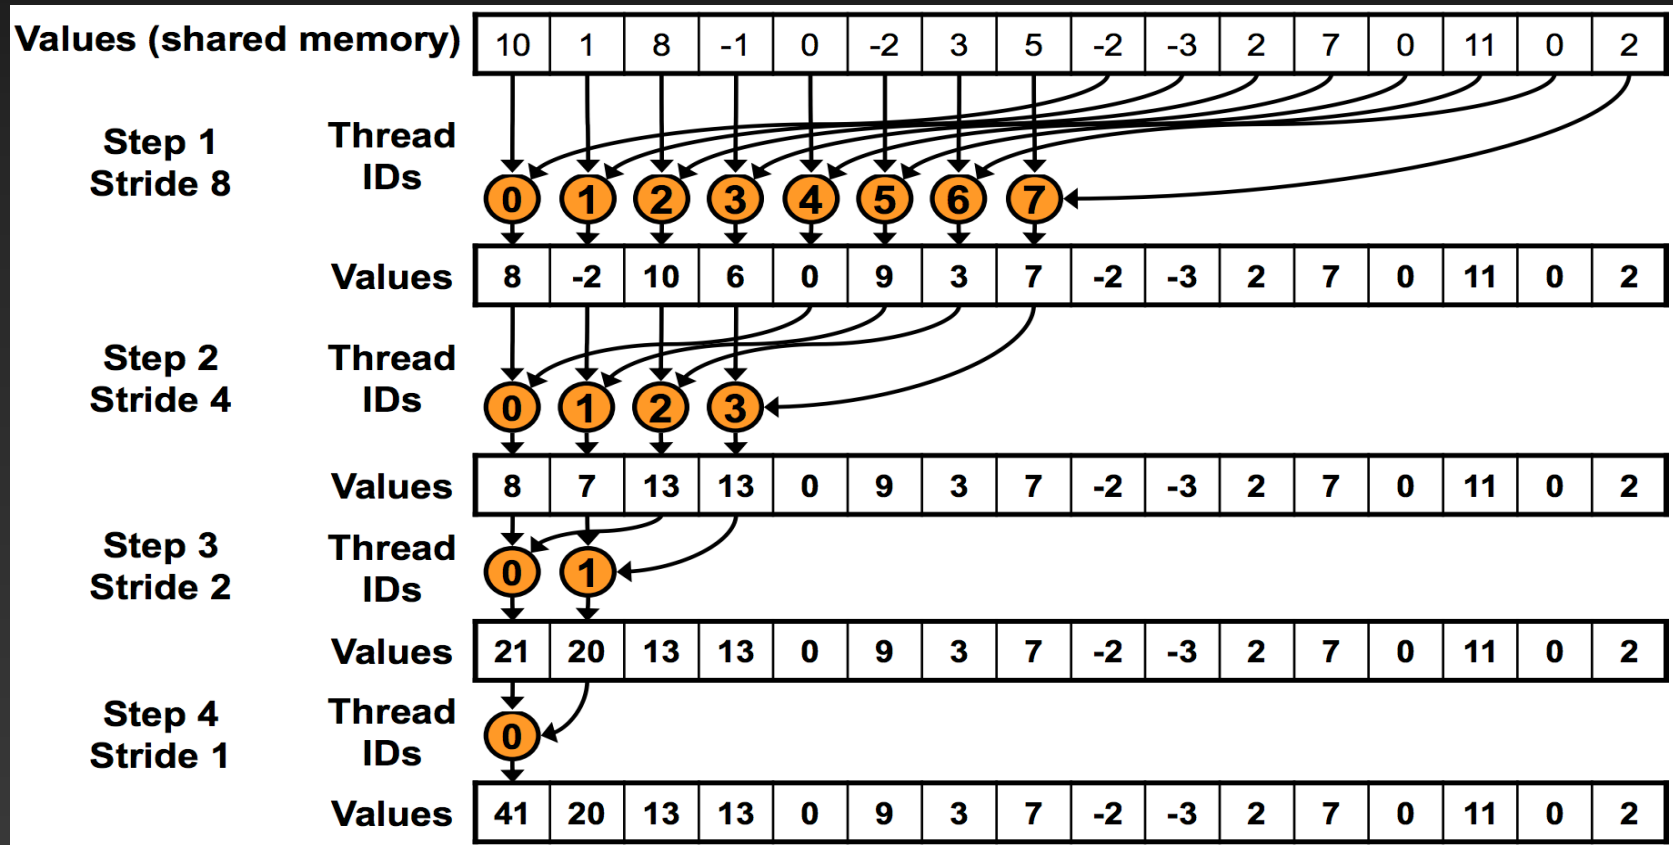 Values (shared memory) 10 1 8 -1 0 -2 3 5 -2 -3 2 7 0 11 0 2
Step 1 Thread
Stride 8 IDs 0 1 2 3 4 5 6 7
Values 8 -2 10 6 0 9 3 7 -2 -3 2 7 0 11 0 2
Step 2 Thread
Stride 4 IDs 0 1 2 3
Values 8 7 13 13 0 9 3 7 -2 -3 2 7 0 11 0 2
Step 3 Thread
Stride 2 IDs 0 1
Values 21 20 13 13 0 9 3 7 -2 -3 2 7 0 11 0 2
Step 4 Thread
Stride 1 IDs 0
Values 41 20 13 13 0 9 3 7 -2 -3 2 7 0 11 0 2